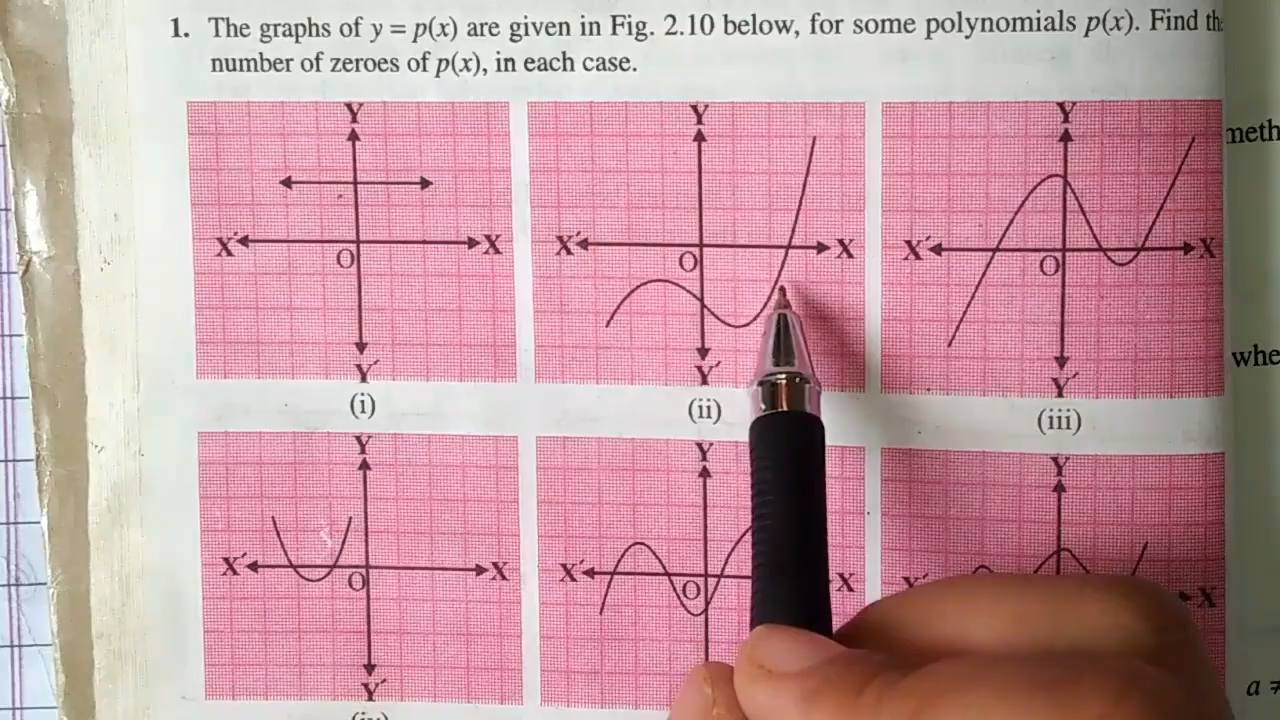 1. The graphs of y = p(x) are given in Fig. 2.10 below, for some polynomials p(x). Find
number of zeroes of p(x), in each case.
Y Y Y
meth
X′ O X X′ O X X′ O X
Y′ Y′ Y′
(i) (ii) (iii)
whe
Y Y Y
X′ O X X′ O X X
Y′
a